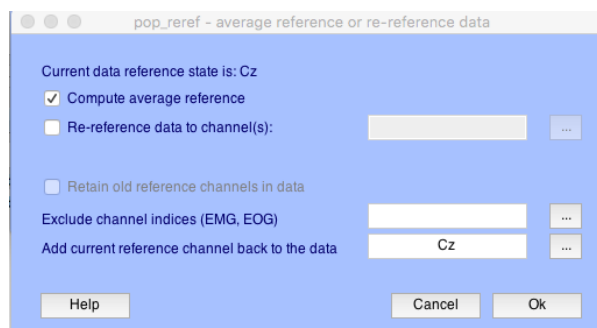 pop_reref - average reference or re-reference data
Current data reference state is: Cz
Compute average reference
Re-reference data to channel(s): ...
Retain old reference channels in data
Exclude channel indices (EMG, EOG) ...
Add current reference channel back to the data Cz ...
Help Cancel Ok